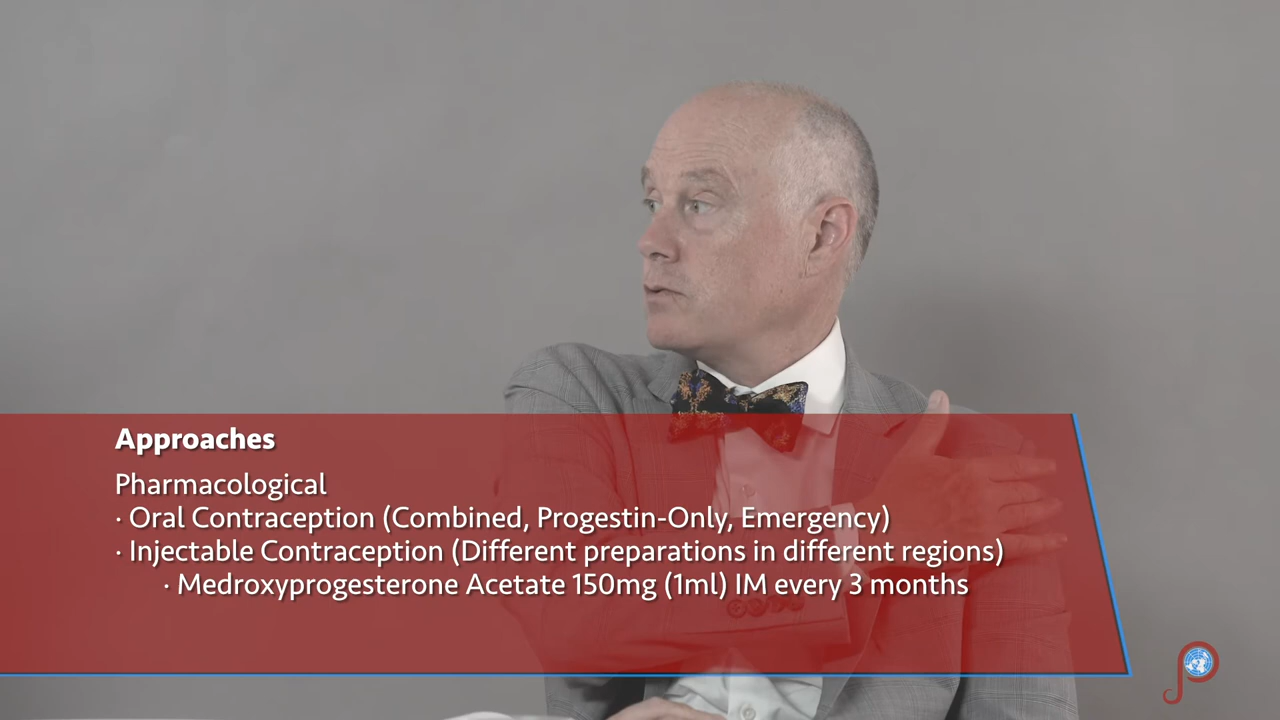 Approaches
Pharmacological
· Oral Contraception (Combined, Progestin-Only, Emergency)
· Injectable Contraception (Different preparations in different regions)
· Medroxyprogesterone Acetate 150mg (1ml) IM every 3 months